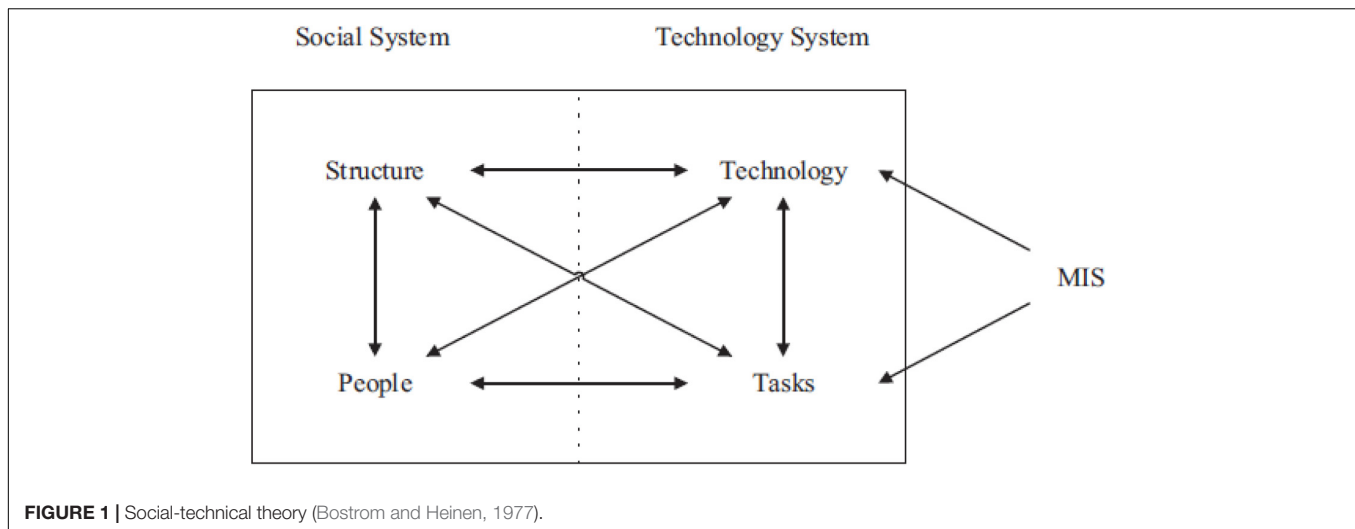 Social System Technology System
Structure Technology
MIS
People Tasks
FIGURE 1 | Social-technical theory (Bostrom and Heinen, 1977).